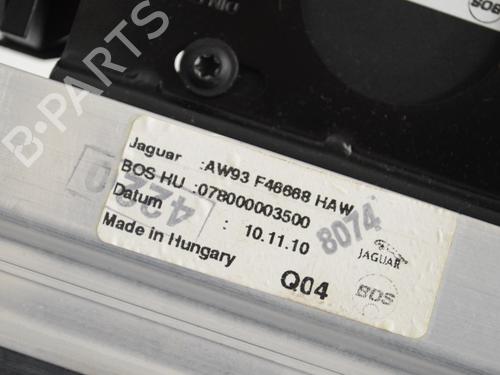 BOS
B-PARTS
Jaguar :AW93 F46668 HAW
BOS HU :078000003500
Datum : 10.11.10
Made in Hungary
8074
JAGUAR
Q04 BOS